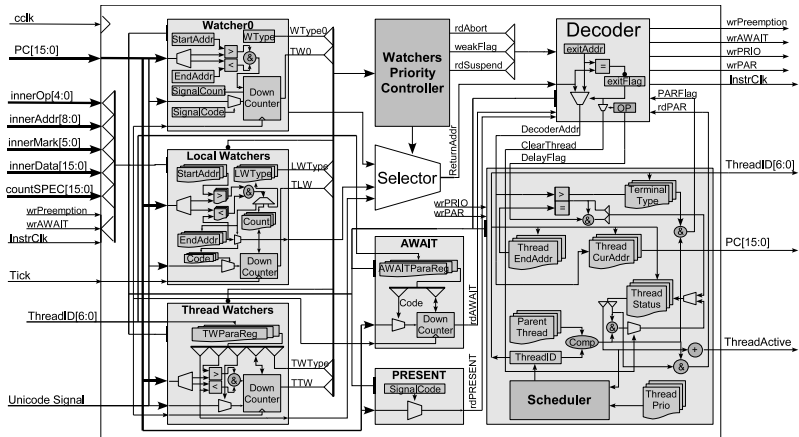 cclk
PC[15:0]
innerOp[4:0]
innerAddr[8:0]
innerMark[5:0]
innerData[15:0]
countSPEC[15:0]
wrPreemption
wrAWAIT
InstrClk
Tick
ThreadID[6:0]
Unicode Signal
Watcher0
StartAddr
WType
>
<
&
EndAddr
SignalCount
SignalCode
Down
Counter
WType0
TW0
Local Watchers
StartAddr
LWType
>
<
&
Count
EndAddr
Code
Down
Counter
LWType
TLW
Thread Watchers
TWParaReg
>
<
&
Down
Counter
TWType
TTW
Watchers
Priority
Controller
rdAbort
weakFlag
rdSuspend
Selector
ReturnAddr
AWAIT
AWAITParaReg
Code
Down
Counter
rdAWAIT
PRESENT
SignalCode
rdPRESENT
Decoder
exitAddr
=
exitFlag
OP
DecoderAddr
ClearThread
DelayFlag
PARFlag
rdPAR
wrPreemption
wrAWAIT
wrPRIO
wrPAR
InstrClk
wrPRIO
wrPAR
>
=
&
Terminal
Type
&
Thread
EndAddr
Thread
CurAddr
Thread
Status
Parent
Thread
Comp
ThreadID
&
&
+
Scheduler
Thread
Prio
ThreadID[6:0]
PC[15:0]
ThreadActive